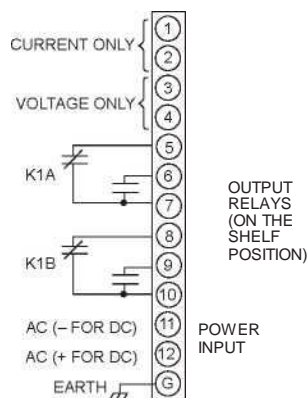 CURRENT ONLY
1
2
VOLTAGE ONLY
3
4
5
K1A
6
7
OUTPUT
RELAYS
(ON THE
SHELF
POSITION)
8
K1B
9
10
AC (– FOR DC)
11
POWER
INPUT
AC (+ FOR DC)
12
EARTH
G